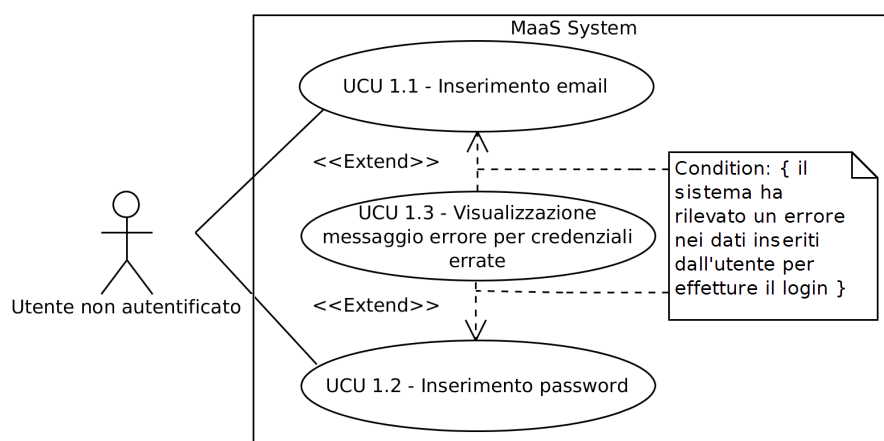 MaaS System
UCU 1.1 - Inserimento email
<<Extend>>
Condition: { il
sistema ha
rilevato un errore
nei dati inseriti
dall'utente per
effetture il login }
UCU 1.3 - Visualizzazione
messaggio errore per credenziali
errate
Utente non autentificato
<<Extend>>
UCU 1.2 - Inserimento password